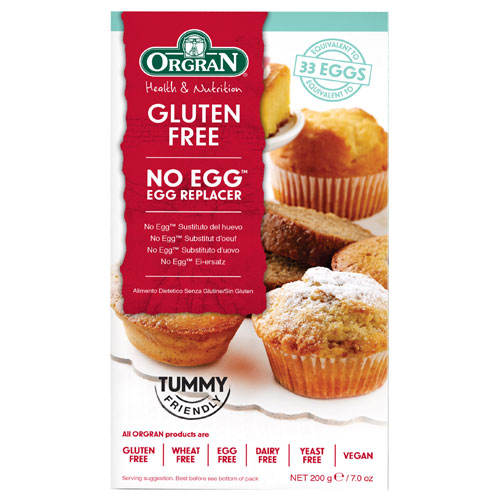 ORGRAN
Health & Nutrition
GLUTEN
FREE
NO EGG™
EGG REPLACER
No Egg™ Sustituto del huevo
No Egg™ Substitut d'oeuf
No Egg™ Substituto d'uovo
No Egg™ Ei-ersatz
Alimento Dietetico Senza Glutine/Sin Gluten
EQUIVALENT TO
33 EGGS
EQUIVALENT TO
TUMMY
FRIENDLY
All ORGRAN products are
GLUTEN FREE
WHEAT FREE
EGG FREE
DAIRY FREE
YEAST FREE
VEGAN
Serving suggestion. Best before see bottom of pack
NET 200 g ℮ / 7.0 oz